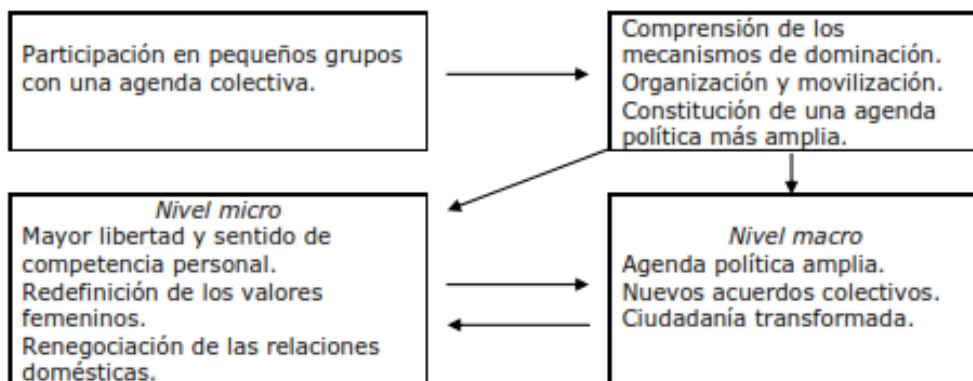 Participación en pequeños grupos
con una agenda colectiva.
Comprensión de los
mecanismos de dominación.
Organización y movilización.
Constitución de una agenda
política más amplia.
Nivel micro
Mayor libertad y sentido de
competencia personal.
Redefinición de los valores
femeninos.
Renegociación de las relaciones
domésticas.
Nivel macro
Agenda política amplia.
Nuevos acuerdos colectivos.
Ciudadanía transformada.